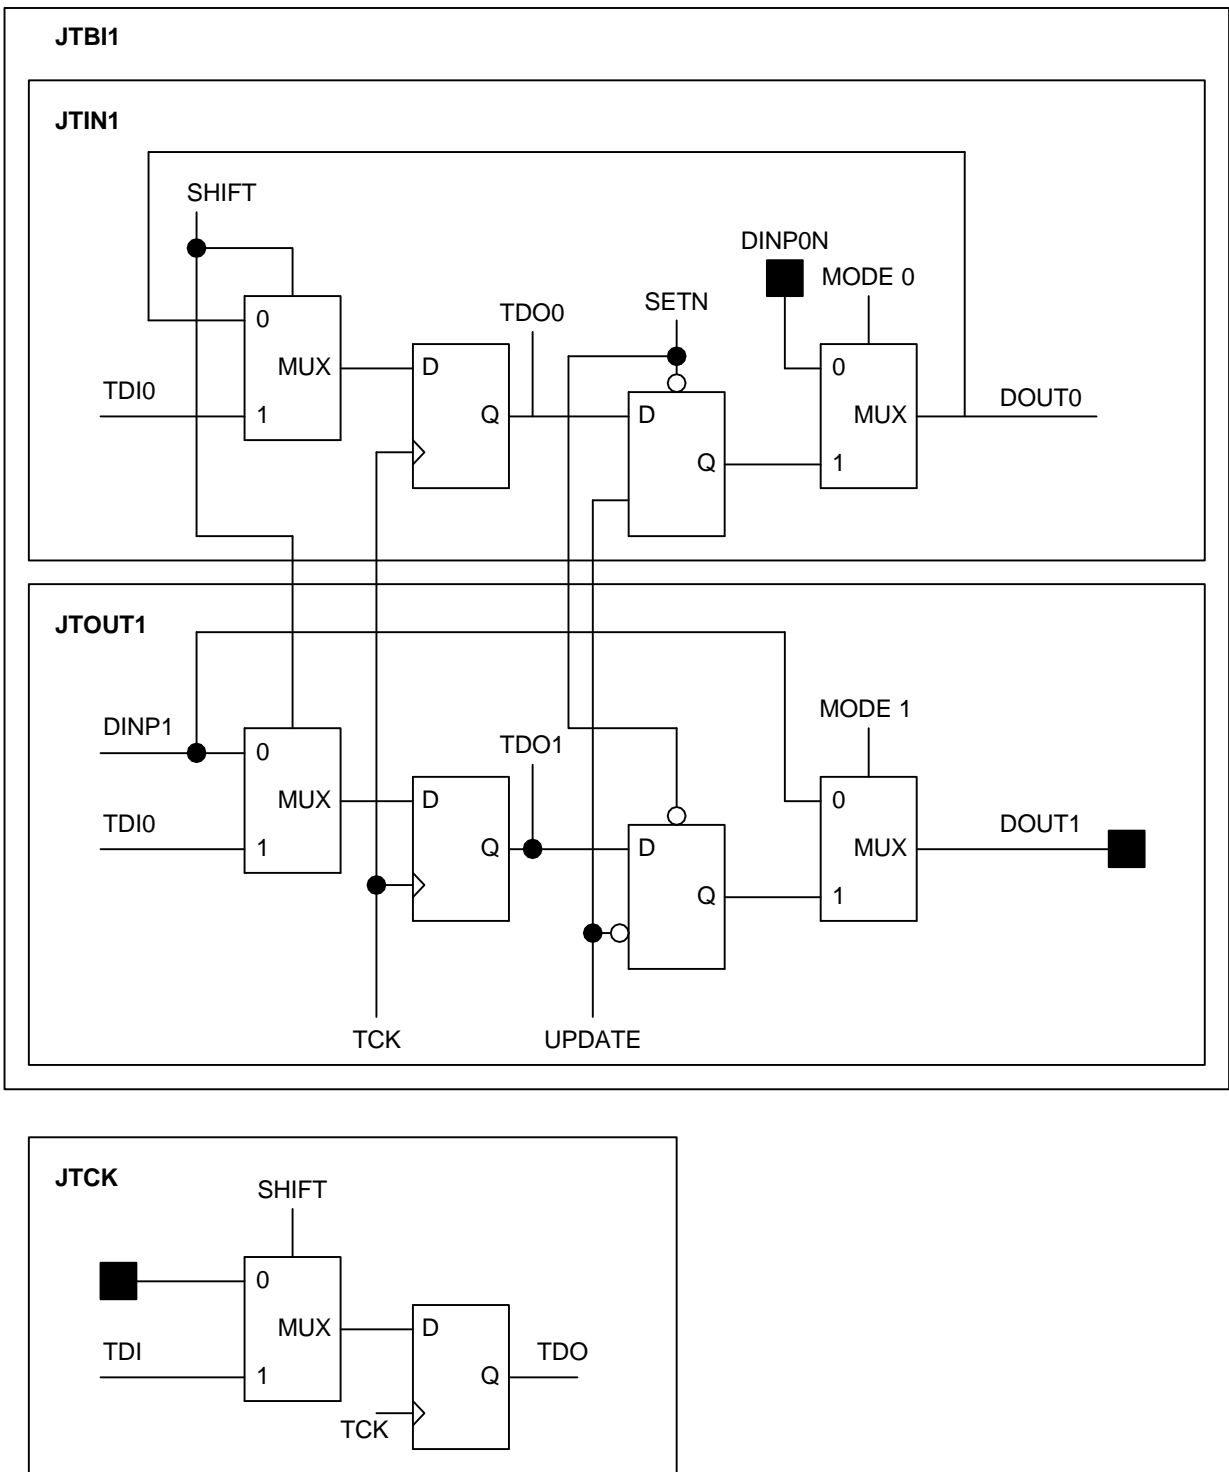 JTBI1
JTIN1
SHIFT
DINP0N
MODE 0
SETN
TDO0
0
MUX
D
0
TDI0
D
DOUT0
1
Q
MUX
Q
1
JTOUT1
DINP1
MODE 1
TDO1
0
MUX
D
0
TDI0
DOUT1
1
Q
D
MUX
Q
1
TCK
UPDATE
JTCK
SHIFT
0
MUX
D
TDI
TDO
1
Q
TCK